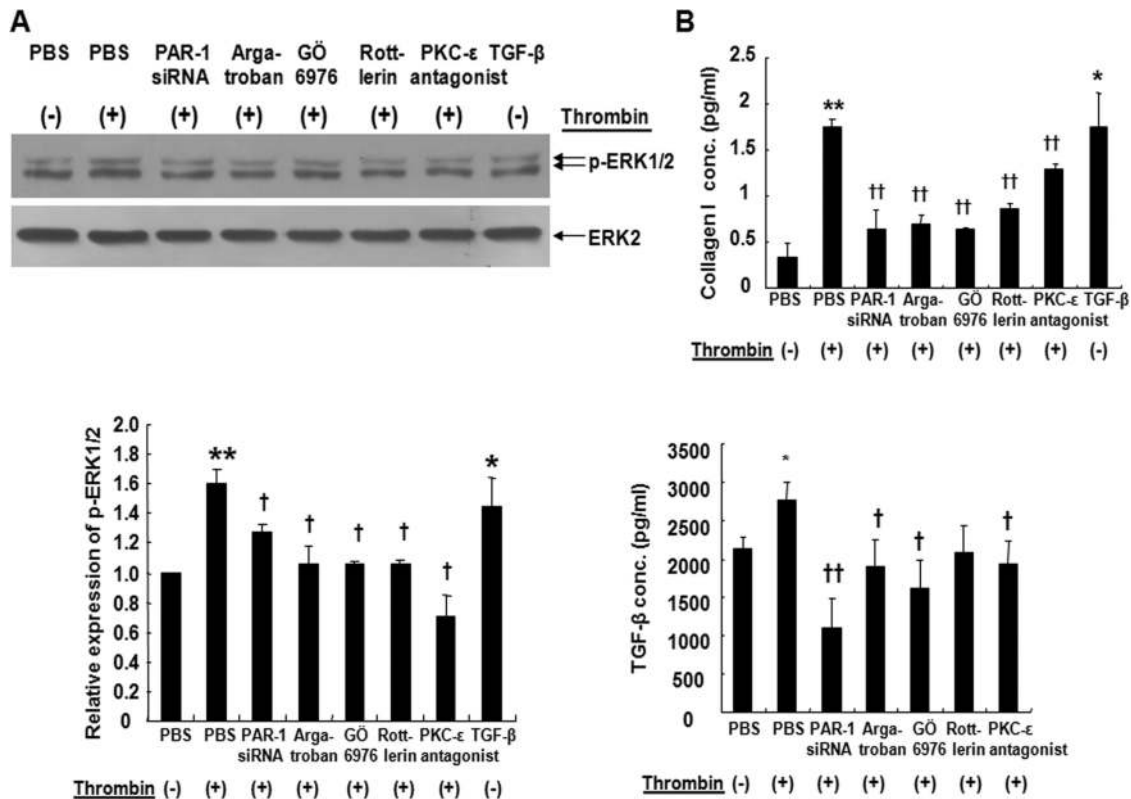 A
PBS PBS PAR-1 Arga- GÖ Rott- PKC-ε TGF-β
siRNA troban 6976 lerin antagonist
(-) (+) (+) (+) (+) (+) (+) (-) Thrombin
p-ERK1/2
ERK2
B
Collagen I conc. (pg/ml)
2.5
2
1.5
1
0.5
0
** †† †† †† †† †† *
PBS PBS PAR-1 Arga- GÖ Rott- PKC-ε TGF-β
siRNA troban 6976 lerin antagonist
Thrombin (-) (+) (+) (+) (+) (+) (+) (-)
Relative expression of p-ERK1/2
2.0
1.8
1.6
1.4
1.2
1.0
0.8
0.6
0.4
0.2
0
** † † † † † *
PBS PBS PAR-1 Arga- GÖ Rott- PKC-ε TGF-β
siRNA troban 6976 lerin antagonist
Thrombin (-) (+) (+) (+) (+) (+) (+) (-)
TGF-β conc. (pg/ml)
3500
3000
2500
2000
1500
1000
500
0
* †† † † †
PBS PBS PAR-1 Arga- GÖ Rott- PKC-ε
siRNA troban 6976 lerin antagonist
Thrombin (-) (+) (+) (+) (+) (+) (+)